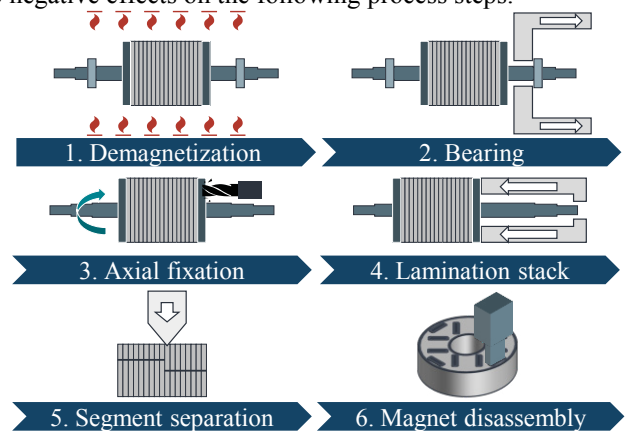 negative effects on the following process steps.
1. Demagnetization
2. Bearing
3. Axial fixation
4. Lamination stack
5. Segment separation
6. Magnet disassembly